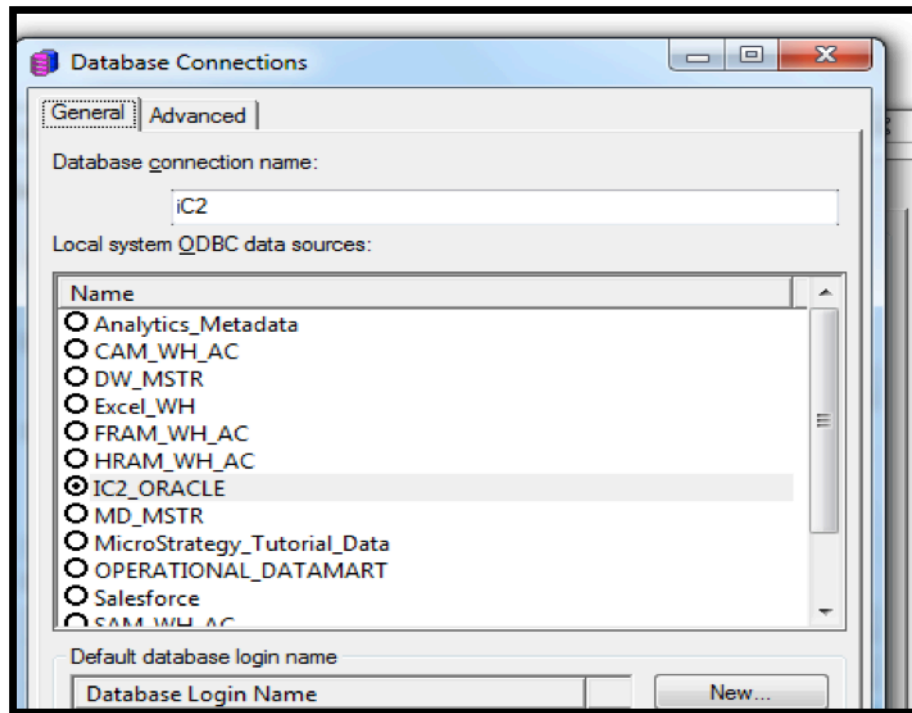 Database Connections
General
Advanced
Database connection name:
iC2
Local system ODBC data sources:
Name
Analytics_Metadata
CAM_WH_AC
DW_MSTR
Excel_WH
FRAM_WH_AC
HRAM_WH_AC
IC2_ORACLE
MD_MSTR
MicroStrategy_Tutorial_Data
OPERATIONAL_DATAMART
Salesforce
SAM_WH_AC
Default database login name
Database Login Name
New...